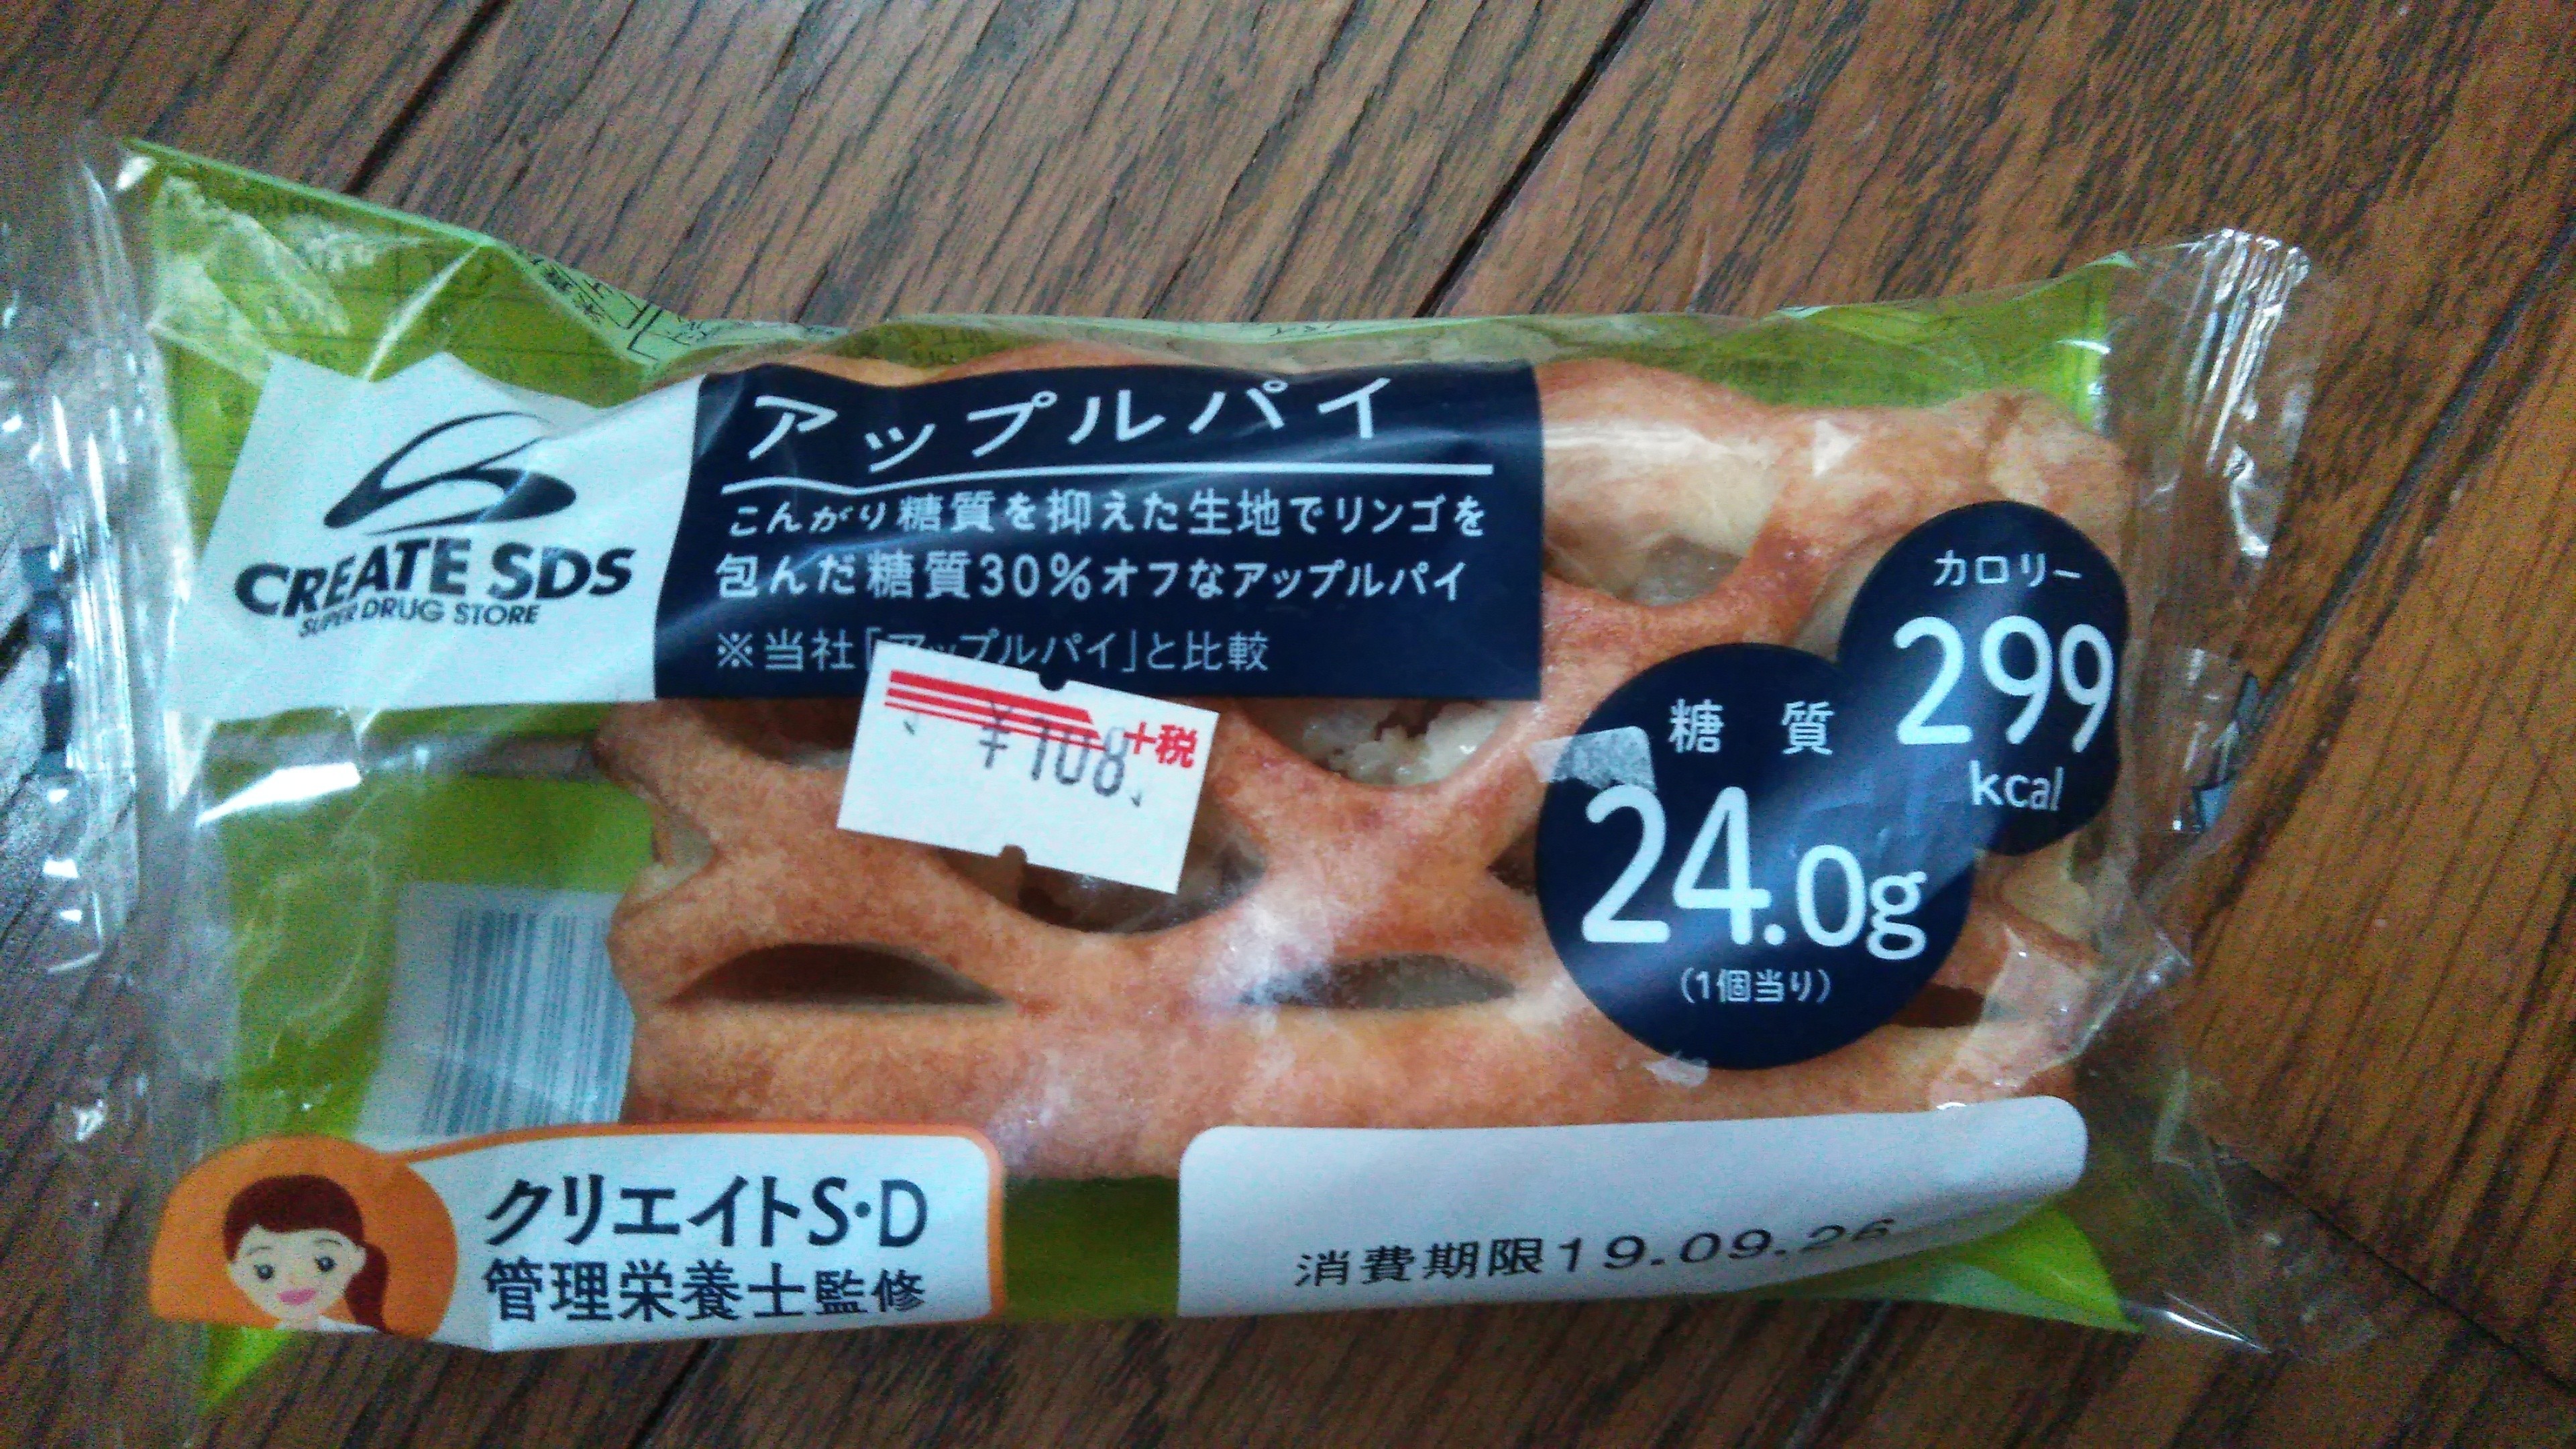 CREATE SDS
SUPER DRUG STORE
アップルパイ
こんがり糖質を抑えた生地でリンゴを
包んだ糖質30%オフなアップルパイ
※当社「アップルパイ」と比較
¥108+税
カロリー
299
kcal
糖質
24.0g
(1個当り)
クリエイトS・D
管理栄養士監修
消費期限19.09.26